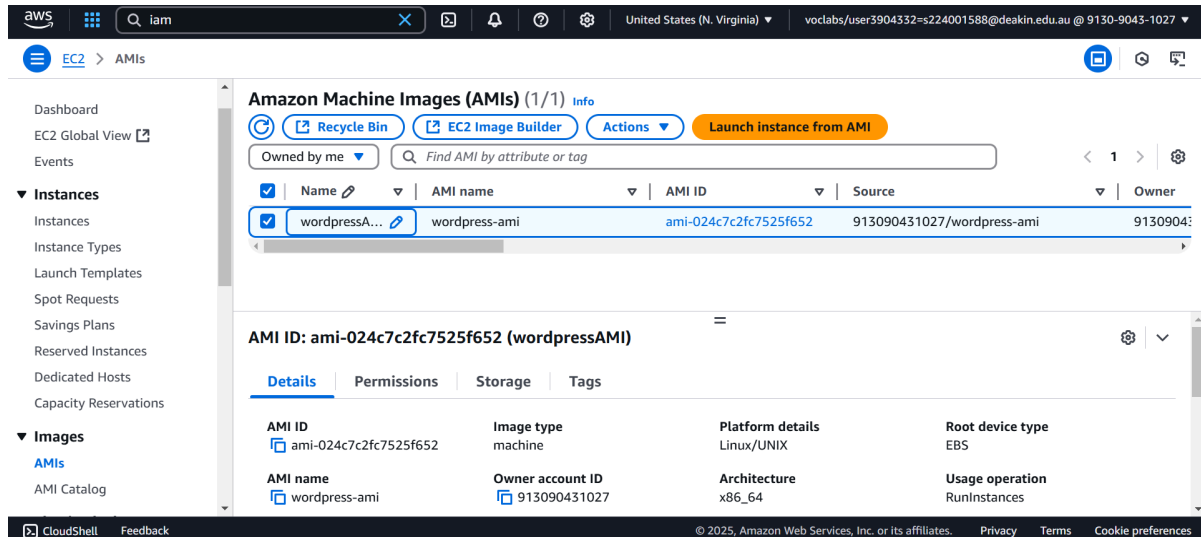 aws
iam
United States (N. Virginia) ▼
voclabs/user3904332=s224001588@deakin.edu.au @ 9130-9043-1027 ▼
EC2 > AMIs
Dashboard
EC2 Global View
Events
▼ Instances
Instances
Instance Types
Launch Templates
Spot Requests
Savings Plans
Reserved Instances
Dedicated Hosts
Capacity Reservations
▼ Images
AMIs
AMI Catalog
Amazon Machine Images (AMIs) (1/1) Info
Recycle Bin
EC2 Image Builder
Actions ▼
Launch instance from AMI
Owned by me ▼
Find AMI by attribute or tag
< 1 >
Name AMI name AMI ID Source Owner
wordpressA... wordpress-ami ami-024c7c2fc7525f652 913090431027/wordpress-ami 91309043
AMI ID: ami-024c7c2fc7525f652 (wordpressAMI)
Details Permissions Storage Tags
AMI ID Image type Platform details Root device type
ami-024c7c2fc7525f652 machine Linux/UNIX EBS
AMI name Owner account ID Architecture Usage operation
wordpress-ami 913090431027 x86_64 RunInstances
CloudShell Feedback © 2025, Amazon Web Services, Inc. or its affiliates. Privacy Terms Cookie preferences